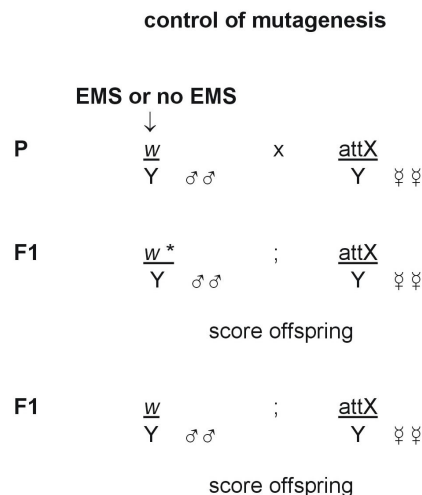 control of mutagenesis
EMS or no EMS
↓
P w x attX
Y ♂♂ Y ☿☿
F1 w * ; attX
Y ♂♂ Y ☿☿
score offspring
F1 w ; attX
Y ♂♂ Y ☿☿
score offspring